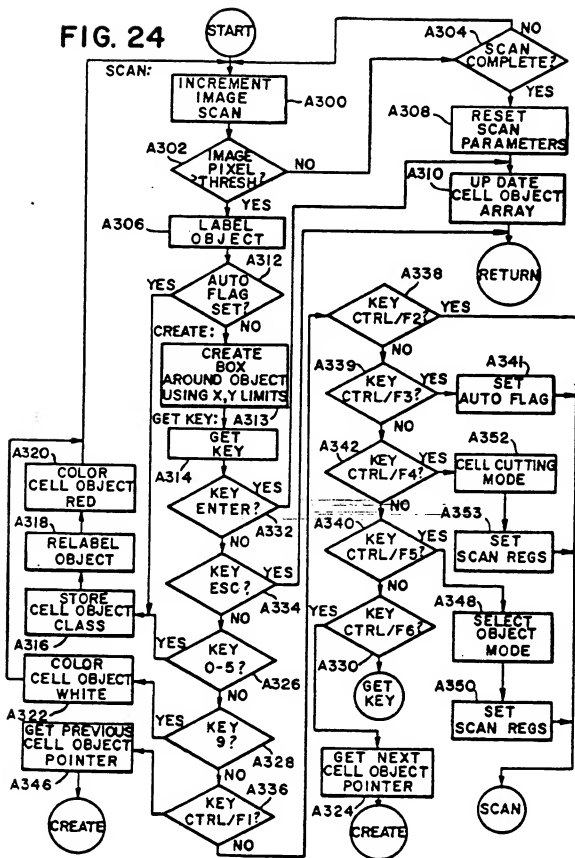 FIG. 24
START
SCAN:
INCREMENT
IMAGE
SCAN
A300
A302
IMAGE
PIXEL
>THRESH?
NO
YES
A306
LABEL
OBJECT
A312
AUTO
FLAG
SET?
YES
NO
CREATE:
CREATE
BOX
AROUND OBJECT
USING X,Y LIMITS
A313
GET KEY:
GET
KEY
A314
KEY
ENTER?
YES
A332
NO
KEY
ESC?
YES
A334
NO
KEY
0-5?
YES
A326
NO
KEY
9?
YES
A328
NO
A336
KEY
CTRL/F1?
NO
A320
COLOR
CELL OBJECT
RED
A318
RELABEL
OBJECT
STORE
CELL OBJECT
CLASS
A316
COLOR
CELL OBJECT
WHITE
A322
GET PREVIOUS
CELL OBJECT
POINTER
A346
CREATE
A304
NO
SCAN
COMPLETE?
YES
A308
RESET
SCAN
PARAMETERS
A310
UP DATE
CELL OBJECT
ARRAY
RETURN
A338
KEY
CTRL/F2?
YES
NO
A339
KEY
CTRL/F3?
YES
A341
SET
AUTO FLAG
NO
A342
KEY
CTRL/F4?
YES
A352
CELL CUTTING
MODE
NO
A353
SET
SCAN REGS
A340
KEY
CTRL/F5?
YES
NO
A348
SELECT
OBJECT
MODE
YES
KEY
CTRL/F6?
A330
GET
KEY
A350
SET
SCAN REGS
GET NEXT
CELL OBJECT
POINTER
A324
CREATE
SCAN